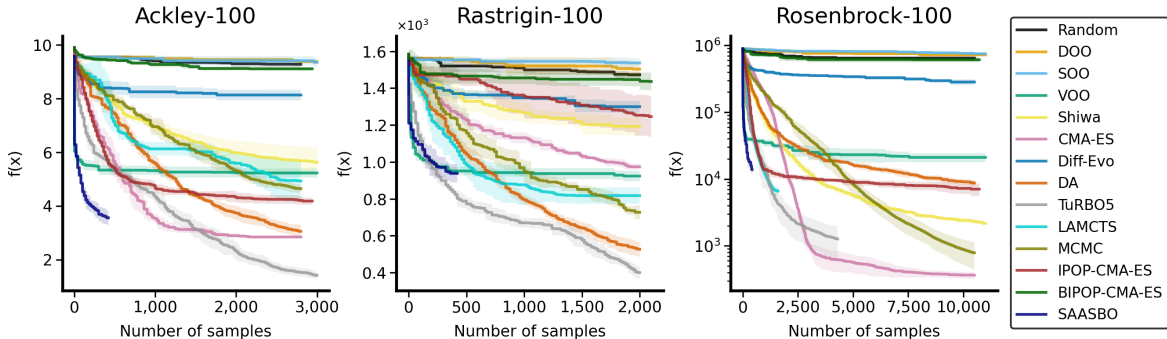 Ackley-100
10
8
6
4
2
f(x)
0
1,000
2,000
3,000
Number of samples
Rastrigin-100
×10³
1.6
1.4
1.2
1.0
0.8
0.6
0.4
f(x)
0
500
1,000
1,500
2,000
Number of samples
Rosenbrock-100
10⁶
10⁵
10⁴
10³
f(x)
0
2,500
5,000
7,500
10,000
Number of samples
Random
DOO
SOO
VOO
Shiwa
CMA-ES
Diff-Evo
DA
TuRBO5
LAMCTS
MCMC
IPOP-CMA-ES
BIPOP-CMA-ES
SAASBO